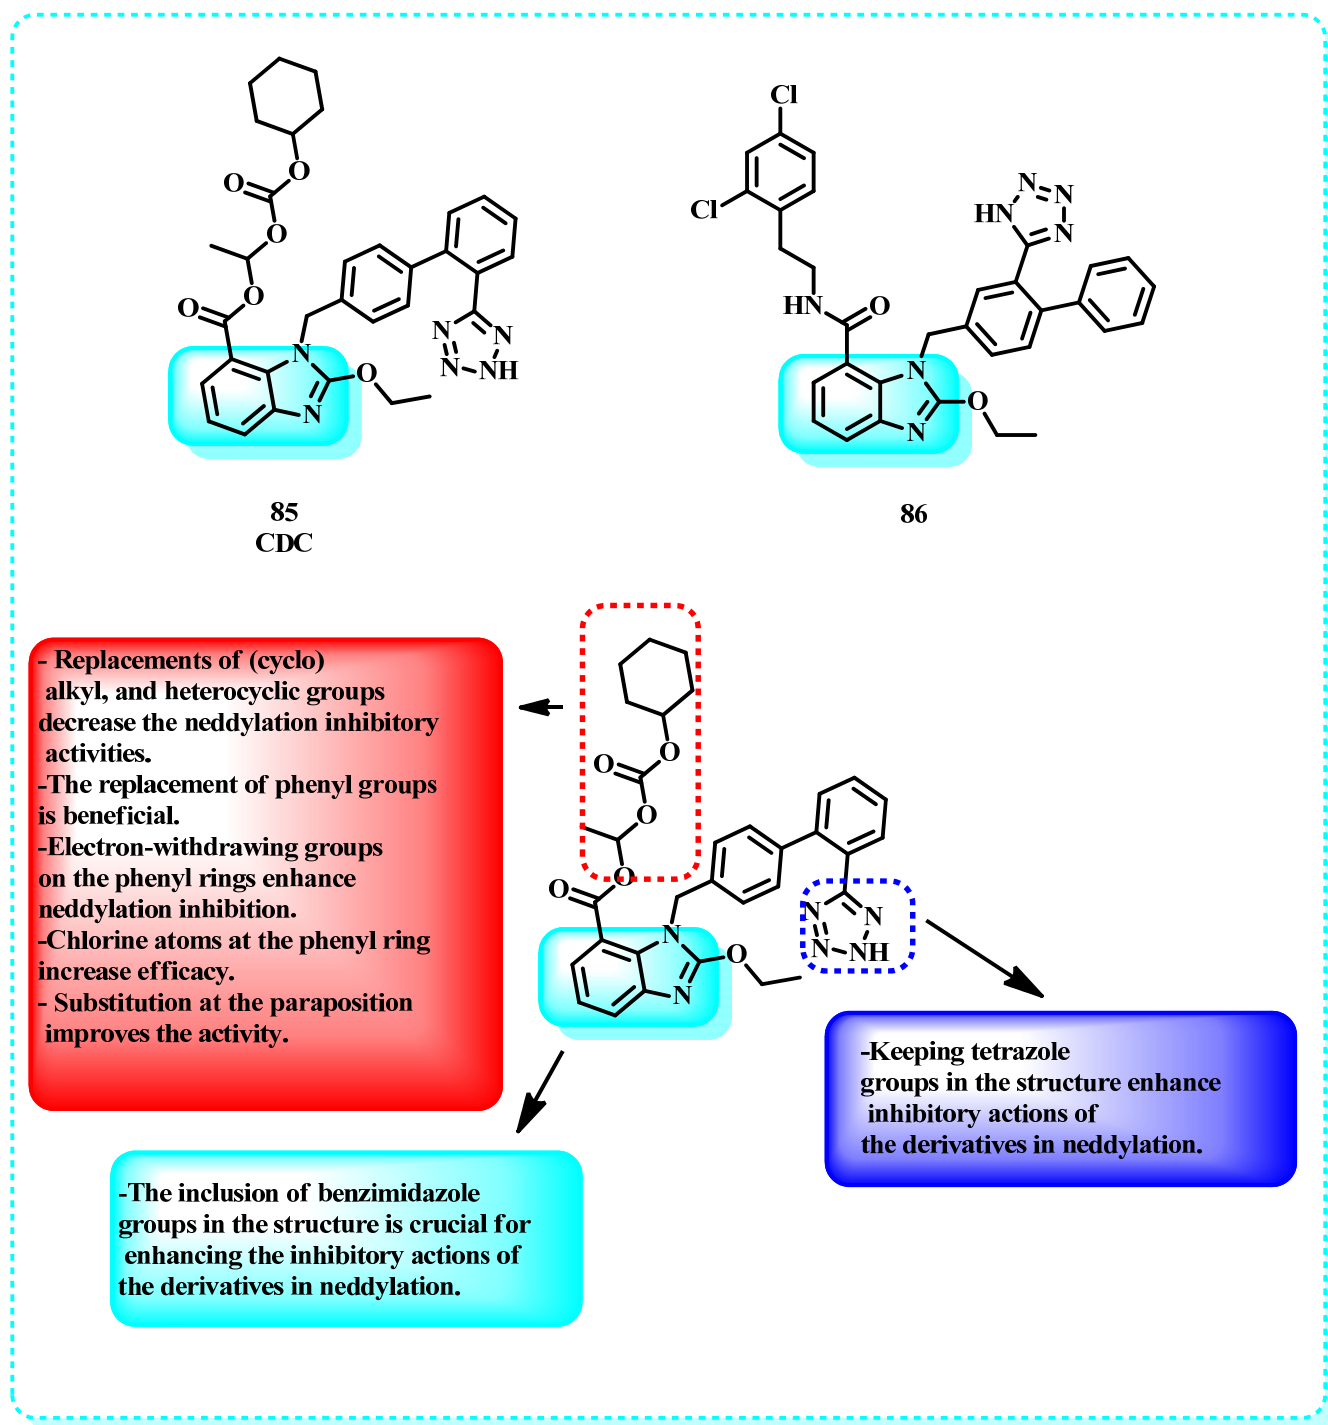 Cl
Cl
HN
O
N
N
N
HN
N
N
O
85
CDC
O
O
O
O
O
N
N
O
N
N
N
NH
86
- Replacements of (cyclo)
alkyl, and heterocyclic groups
decrease the neddylation inhibitory
activities.
-The replacement of phenyl groups
is beneficial.
-Electron-withdrawing groups
on the phenyl rings enhance
neddylation inhibition.
-Chlorine atoms at the phenyl ring
increase efficacy.
- Substitution at the paraposition
improves the activity.
O
O
O
O
O
N
N
O
N
N
N
NH
-Keeping tetrazole
groups in the structure enhance
inhibitory actions of
the derivatives in neddylation.
-The inclusion of benzimidazole
groups in the structure is crucial for
enhancing the inhibitory actions of
the derivatives in neddylation.